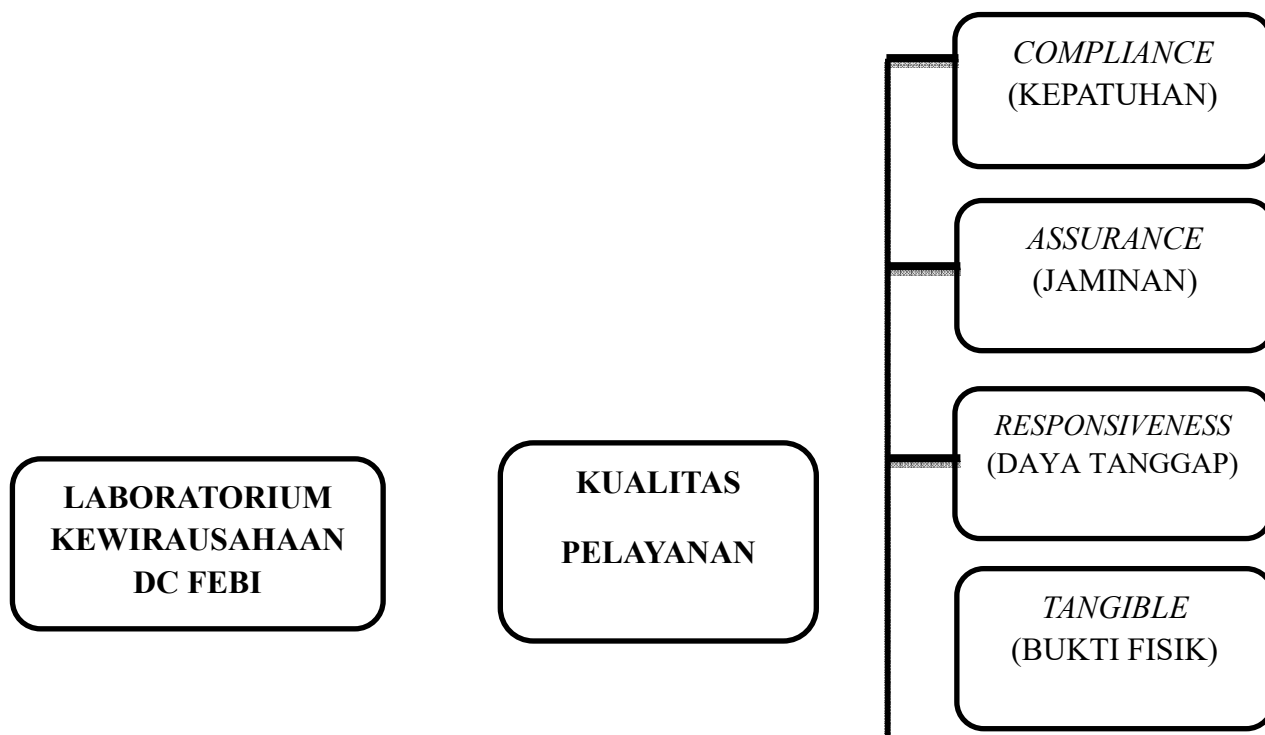 COMPLIANCE
(KEPATUHAN)
ASSURANCE
(JAMINAN)
RESPONSIVENESS
(DAYA TANGGAP)
LABORATORIUM
KEWIRAUSAHAAN
DC FEBI
KUALITAS
PELAYANAN
TANGIBLE
(BUKTI FISIK)